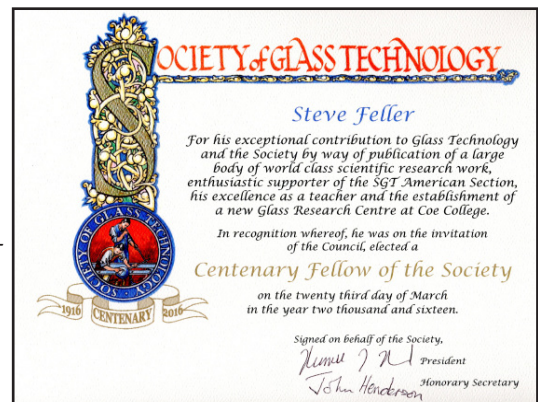 SOCIETY of GLASS TECHNOLOGY
Steve Feller
For his exceptional contribution to Glass Technology
and the Society by way of publication of a large
body of world class scientific research work,
enthusiastic supporter of the SGT American Section,
his excellence as a teacher and the establishment of
a new Glass Research Centre at Coe College.
In recognition whereof, he was on the invitation
of the Council, elected a
Centenary Fellow of the Society
on the twenty third day of March
in the year two thousand and sixteen.
SOCIETY OF GLASS TECHNOLOGY
1916 CENTENARY 2016
Signed on behalf of the Society,
President
John Henderson Honorary Secretary